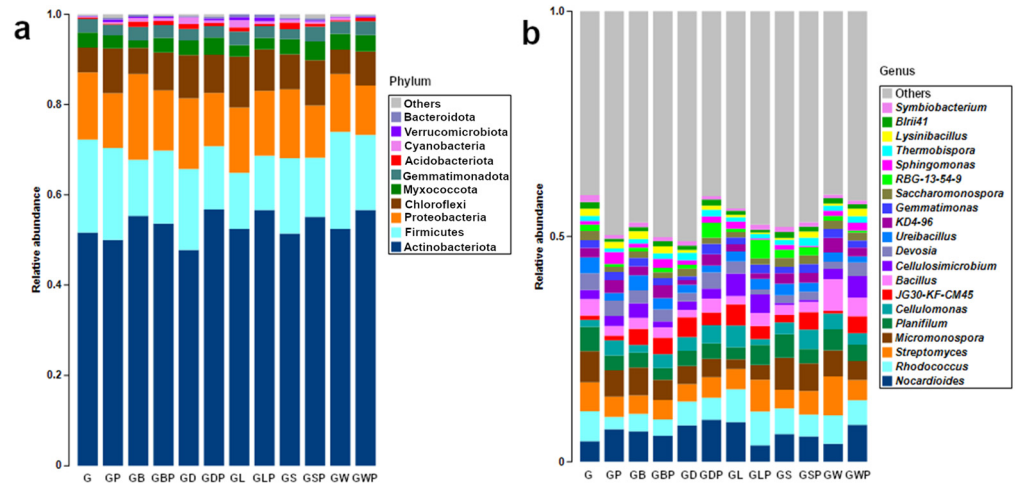 a
Relative abundance
1.0
0.8
0.6
0.4
0.2
0
G GP GB GBP GD GDP GL GLP GS GSP GW GWP
Phylum
Others
Bacteroidota
Verrucomicrobiota
Cyanobacteria
Acidobacteriota
Gemmatimonadota
Myxococcota
Chloroflexi
Proteobacteria
Firmicutes
Actinobacteriota
b
Relative abundance
1.0
0.5
0
G GP GB GBP GD GDP GL GLP GS GSP GW GWP
Genus
Others
Symbiobacterium
BIrii41
Lysinibacillus
Thermobispora
Sphingomonas
RBG-13-54-9
Saccharomonospora
Gemmatimonas
KD4-96
Ureibacillus
Devosia
Cellulosimicrobium
Bacillus
JG30-KF-CM45
Cellulomonas
Planifilum
Micromonospora
Streptomyces
Rhodococcus
Nocardioides